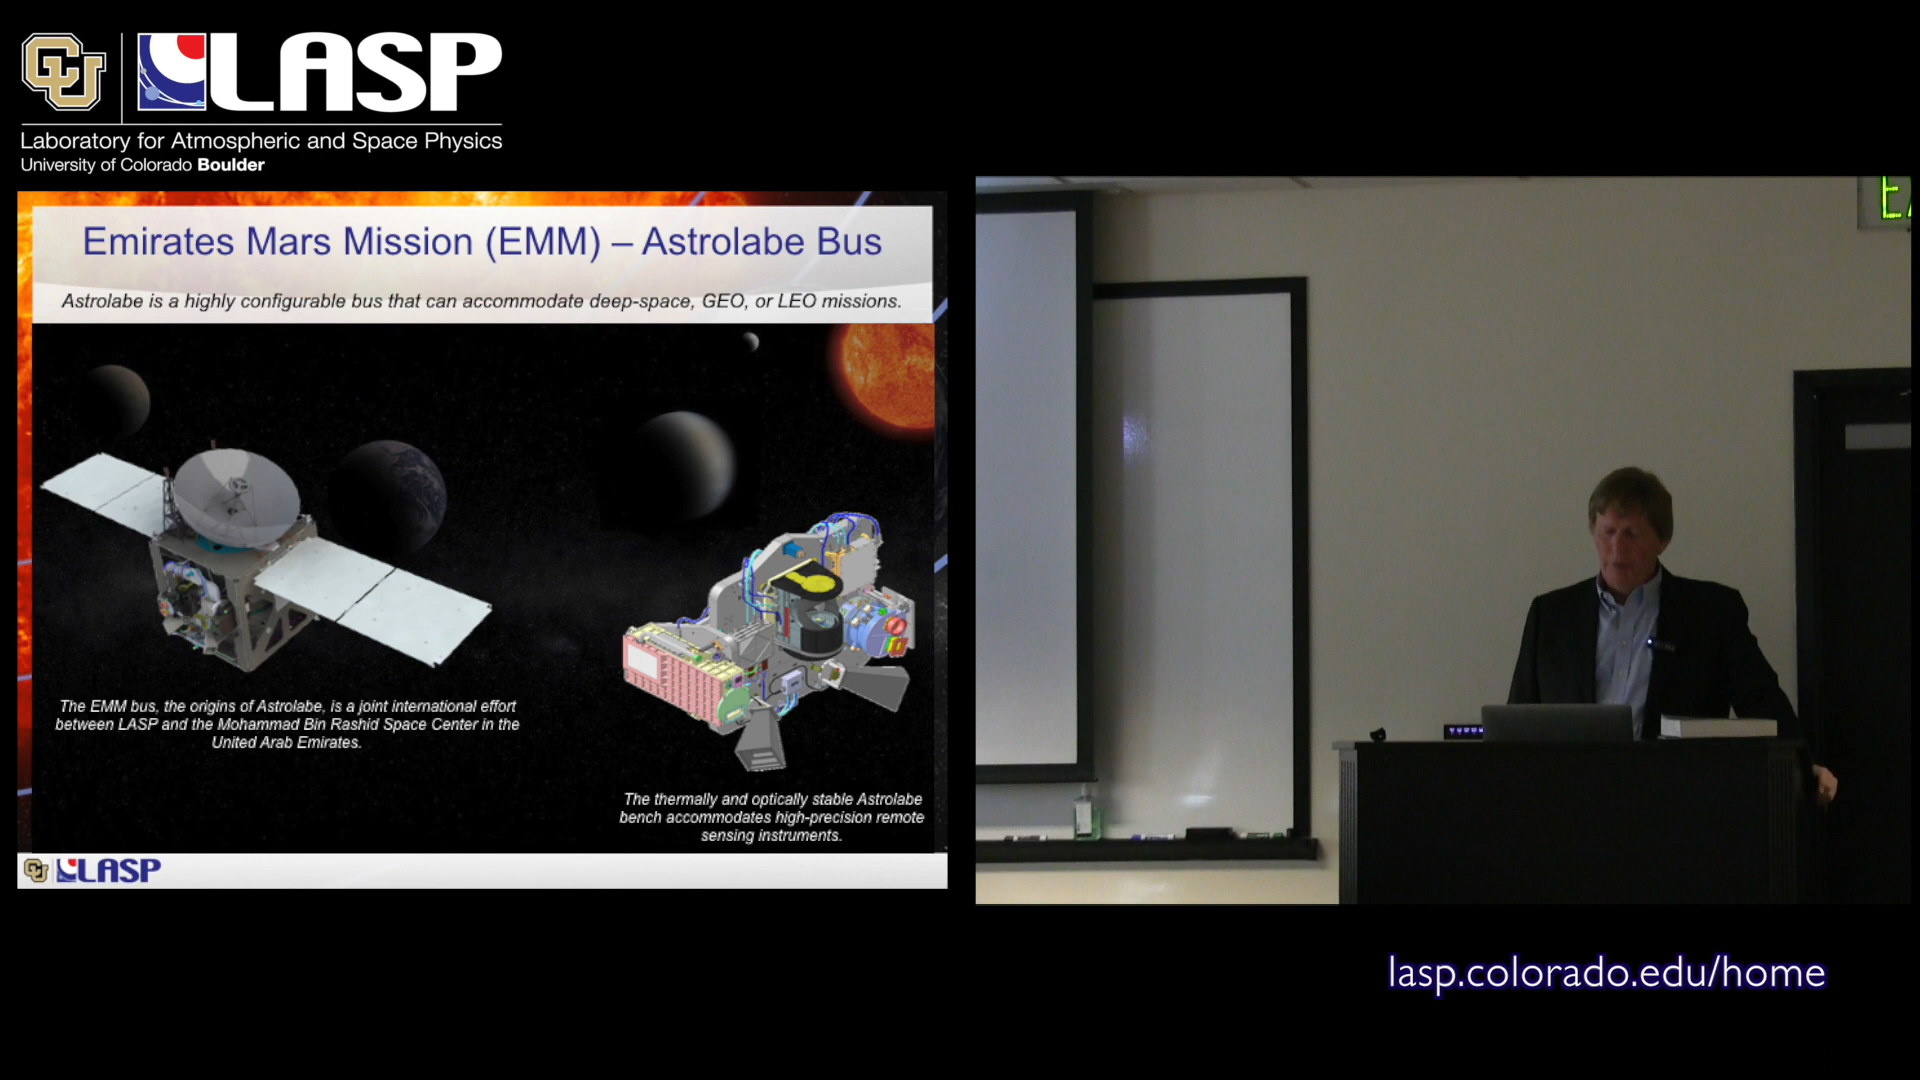 CU
LASP
Laboratory for Atmospheric and Space Physics
University of Colorado Boulder
Emirates Mars Mission (EMM) – Astrolabe Bus
Astrolabe is a highly configurable bus that can accommodate deep-space, GEO, or LEO missions.
The EMM bus, the origins of Astrolabe, is a joint international effort
between LASP and the Mohammad Bin Rashid Space Center in the
United Arab Emirates.
The thermally and optically stable Astrolabe
bench accommodates high-precision remote
sensing instruments.
CU LASP
lasp.colorado.edu/home